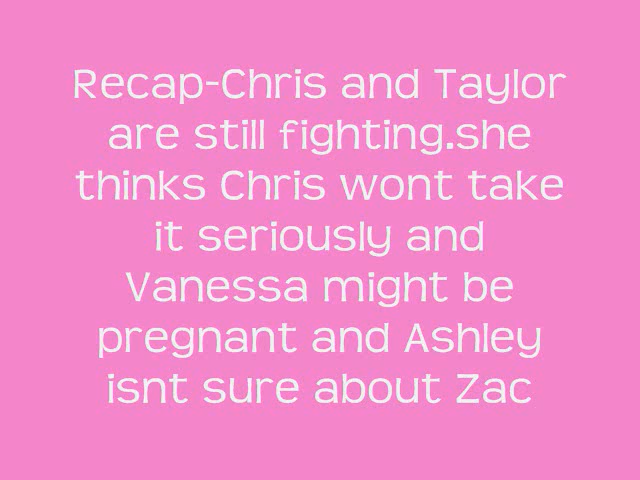 Recap-Chris and Taylor
are still fighting.she
thinks Chris wont take
it seriously and
Vanessa might be
pregnant and Ashley
isnt sure about Zac